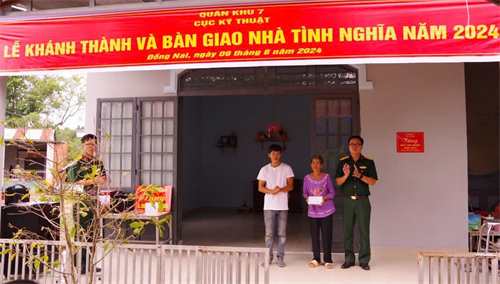 QUÂN KHU 7
CỤC KỸ THUẬT
LỄ KHÁNH THÀNH VÀ BÀN GIAO NHÀ TÌNH NGHĨA NĂM 2024
Đồng Nai, ngày 09 tháng 8 năm 2024
Tặng